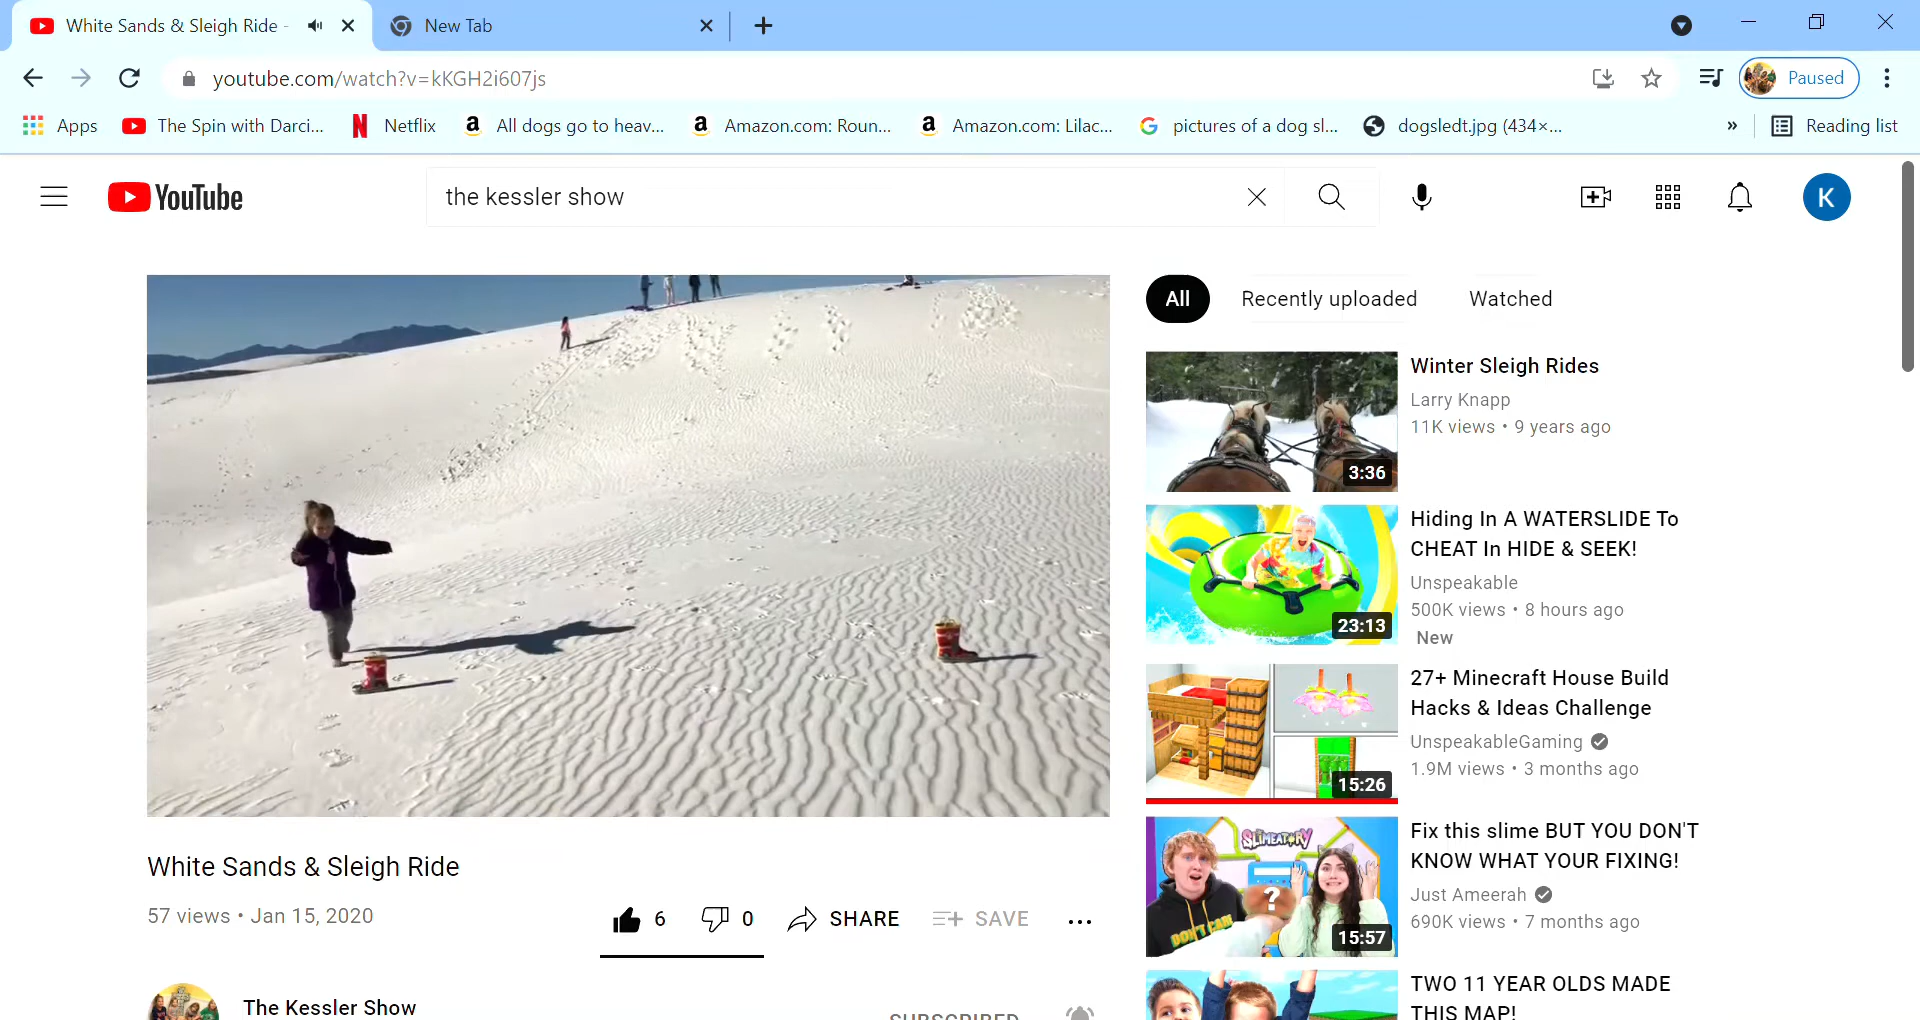 White Sands & Sleigh Ride -
New Tab
youtube.com/watch?v=kKGH2i607js
Paused
Apps
The Spin with Darci...
Netflix
All dogs go to heav...
Amazon.com: Roun...
Amazon.com: Lilac...
pictures of a dog sl...
dogsledt.jpg (434×...
»
Reading list
YouTube
the kessler show
K
All
Recently uploaded
Watched
3:36
Winter Sleigh Rides
Larry Knapp
11K views • 9 years ago
23:13
Hiding In A WATERSLIDE To
CHEAT In HIDE & SEEK!
Unspeakable
500K views • 8 hours ago
New
15:26
27+ Minecraft House Build
Hacks & Ideas Challenge
UnspeakableGaming
1.9M views • 3 months ago
SLIMEATORY
?
DON'T CARE
15:57
Fix this slime BUT YOU DON'T
KNOW WHAT YOUR FIXING!
Just Ameerah
690K views • 7 months ago
TWO 11 YEAR OLDS MADE
THIS MAP!
White Sands & Sleigh Ride
57 views • Jan 15, 2020
6
0
SHARE
SAVE
The Kessler Show
SUBSCRIBED